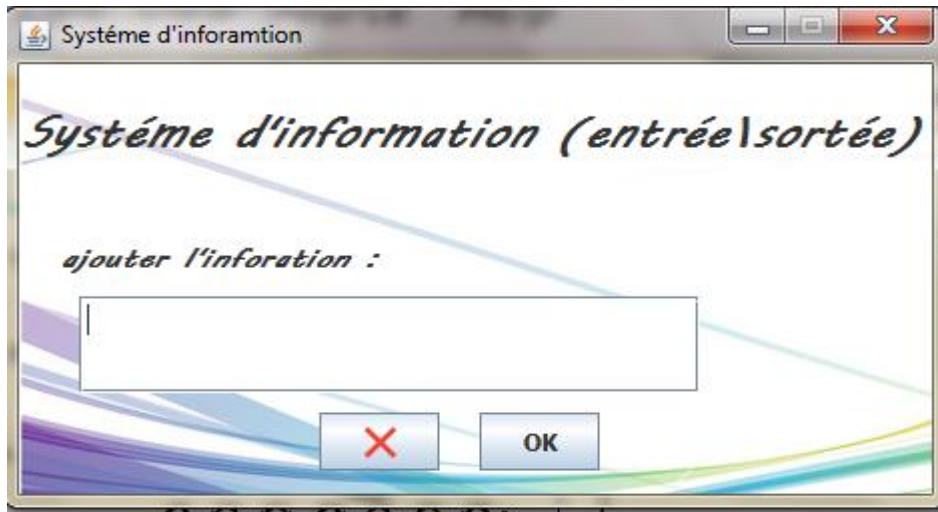 Systéme d'inforamtion
Systéme d'information (entrée\sortée)
ajouter l'inforation :
OK